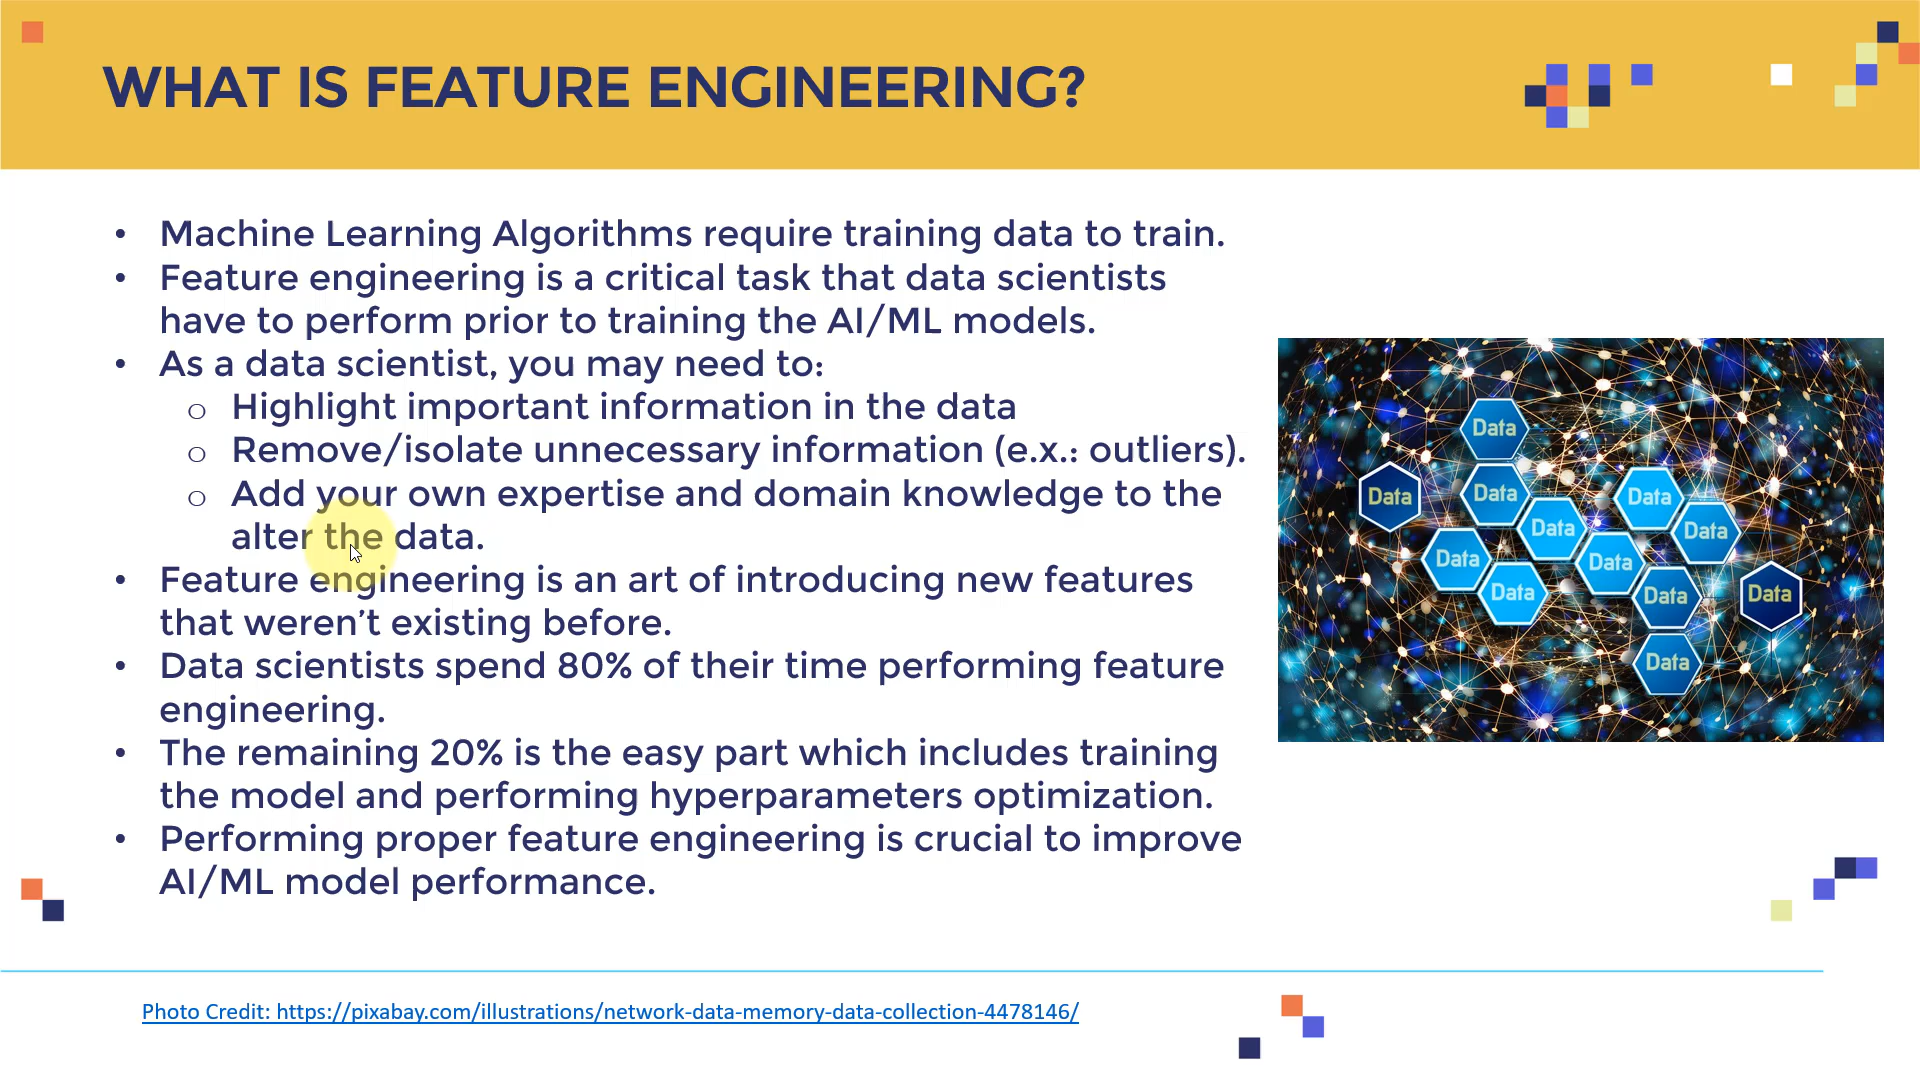 WHAT IS FEATURE ENGINEERING?
• Machine Learning Algorithms require training data to train.
• Feature engineering is a critical task that data scientists
have to perform prior to training the AI/ML models.
• As a data scientist, you may need to:
o Highlight important information in the data
o Remove/isolate unnecessary information (e.x.: outliers).
o Add your own expertise and domain knowledge to the
alter the data.
• Feature engineering is an art of introducing new features
that weren’t existing before.
• Data scientists spend 80% of their time performing feature
engineering.
• The remaining 20% is the easy part which includes training
the model and performing hyperparameters optimization.
• Performing proper feature engineering is crucial to improve
AI/ML model performance.
Data
Data
Data
Data
Data
Data
Data
Data
Data
Data
Data
Data
Photo Credit: https://pixabay.com/illustrations/network-data-memory-data-collection-4478146/